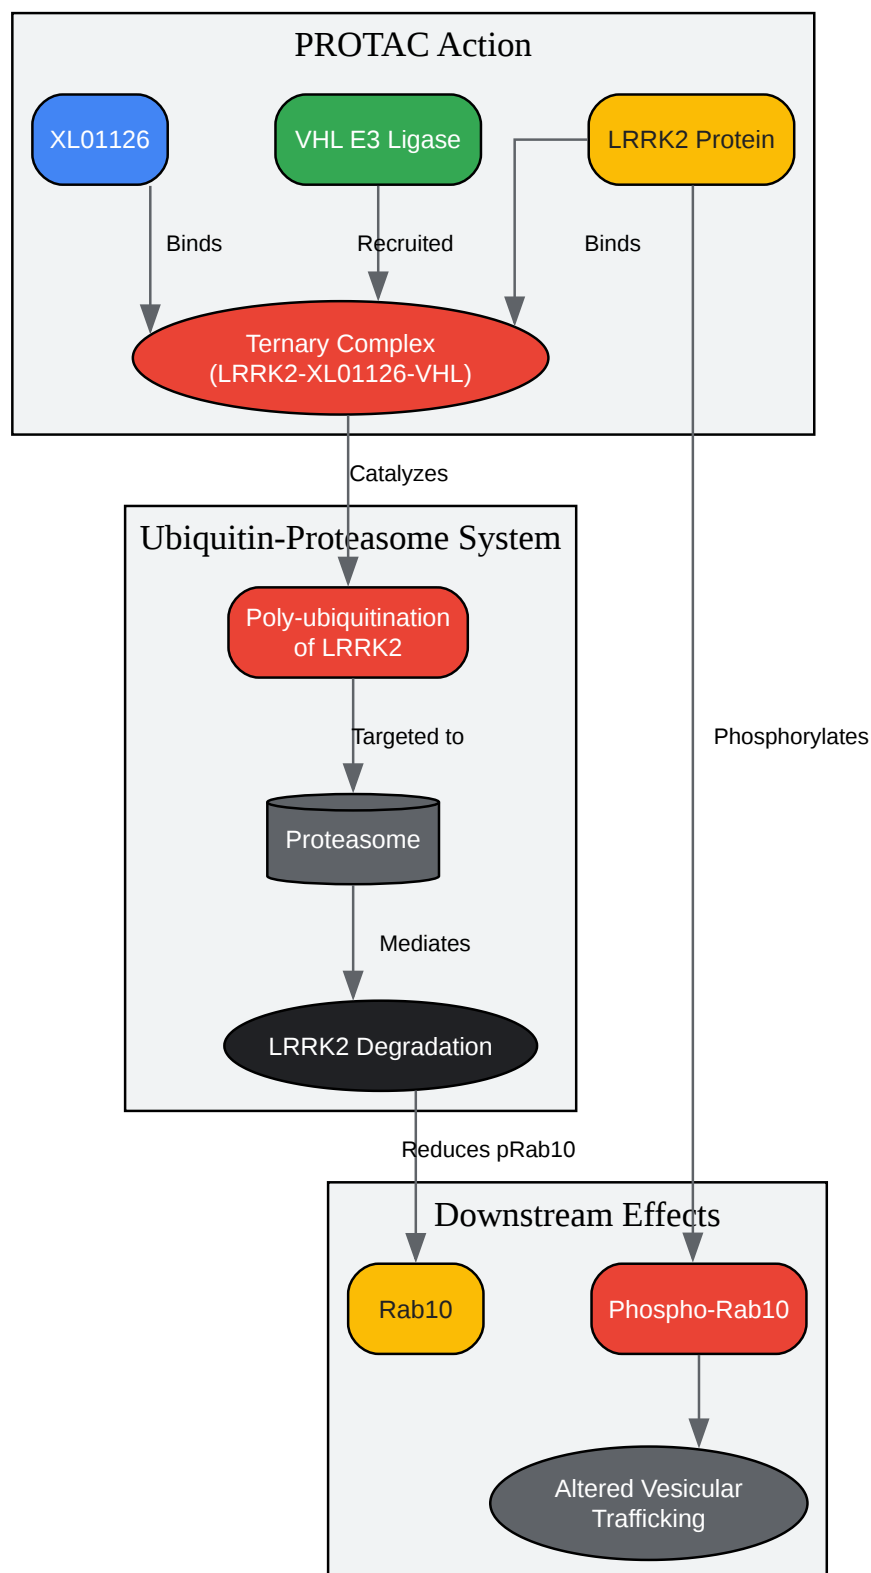 PROTAC Action
XL01126
VHL E3 Ligase
LRRK2 Protein
Binds
Recruited
Binds
Ternary Complex
(LRRK2-XL01126-VHL)
Catalyzes
Ubiquitin-Proteasome System
Poly-ubiquitination
of LRRK2
Targeted to
Phosphorylates
Proteasome
Mediates
LRRK2 Degradation
Reduces pRab10
Downstream Effects
Rab10
Phospho-Rab10
Altered Vesicular
Trafficking